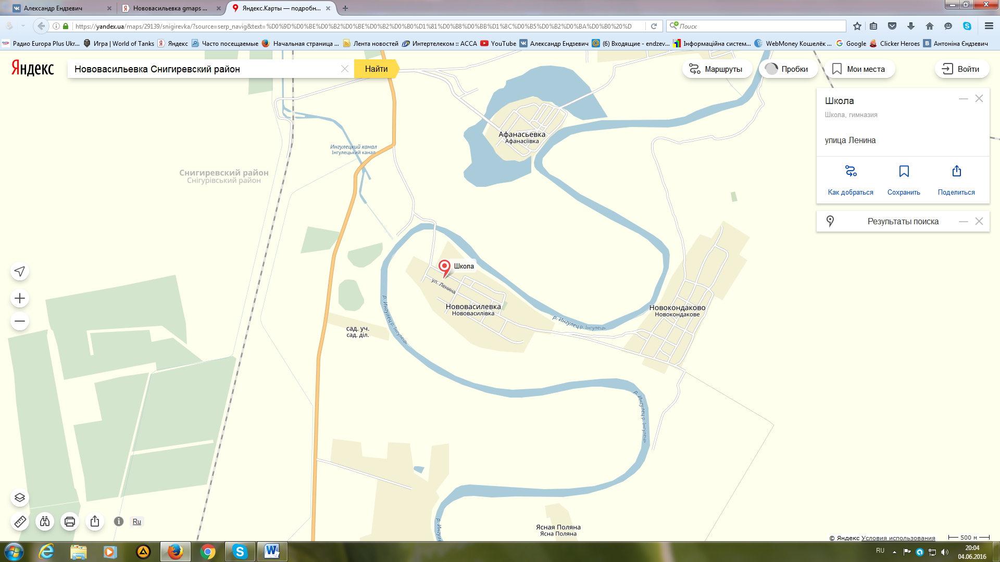 Александр Ендзевич
Нововасильевка gmaps ...
Яндекс.Карты — подробн...
https://yandex.ua/maps/29139/snigirevka/?source=serp_navig&text=%D0%9D%D0%BE%D0%B2%D0%BE%D0%B2%D0%B0%D1%81%D0%B8%D0%BB%D1%8C%D0%B5%D0%B2%D0%BA%D0%B0%20%D
Поиск
Радио Europa Plus Ukr...
Игра | World of Tanks
Яндекс
Часто посещаемые
Начальная страница ...
Лента новостей
Интертелеком :: АССА
YouTube
Александр Ендзевич
(6) Входящие - endzev...
Інформаційна систем...
WebMoney Кошелёк ...
Google
Clicker Heroes
Антоніна Єндзевич
Яндекс
Нововасильевка Снигиревский район
Найти
Маршруты
Пробки
Мои места
Войти
Школа
Школа, гимназия
улица Ленина
Как добраться
Сохранить
Поделиться
Результаты поиска
Афанасьевка
Афанасіївка
Ингулецкий канал
Інгулецький канал
Снигиревский район
Снігурівський район
Школа
ул. Ленина
Нововасилевка
Нововасилівка
Новокондаково
Новокондакове
р. Ингулец р. Інгулець
р. Ингулец р. Інгулець
сад. уч.
сад. діл.
р. Ингулец р. Інгулець
р. Ингул
Ясная Поляна
Ясна Поляна
Ru
© Яндекс Условия использования
500 м
RU
20:04
04.06.2016